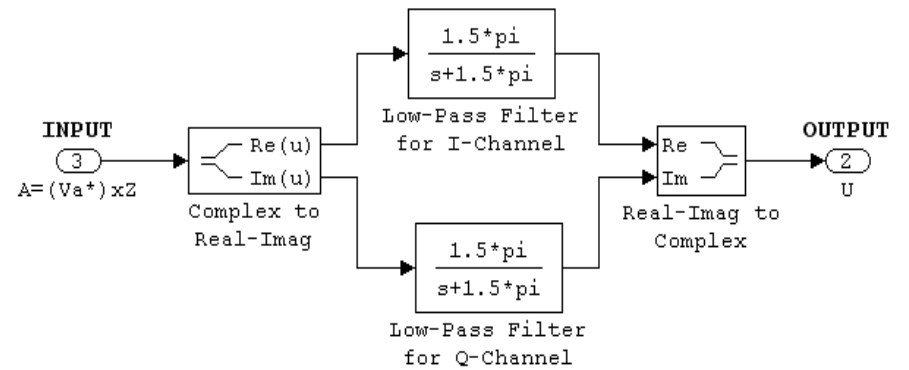 1.5*pi
s+1.5*pi
Low-Pass Filter
for I-Channel
INPUT
3
A=(Va*)xZ
Re(u)
Im(u)
Complex to
Real-Imag
Re
Im
Real-Imag to
Complex
OUTPUT
2
U
1.5*pi
s+1.5*pi
Low-Pass Filter
for Q-Channel